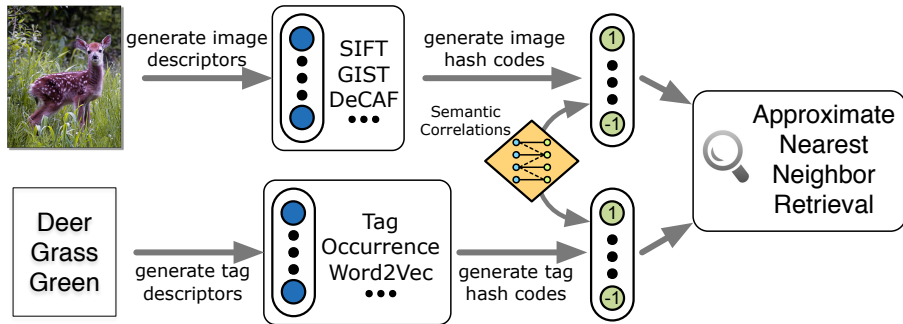 generate image
descriptors
SIFT
GIST
DeCAF
generate image
hash codes
1
-1
Semantic
Correlations
Approximate
Nearest
Neighbor
Retrieval
Deer
Grass
Green
generate tag
descriptors
Tag
Occurrence
Word2Vec
generate tag
hash codes
1
-1